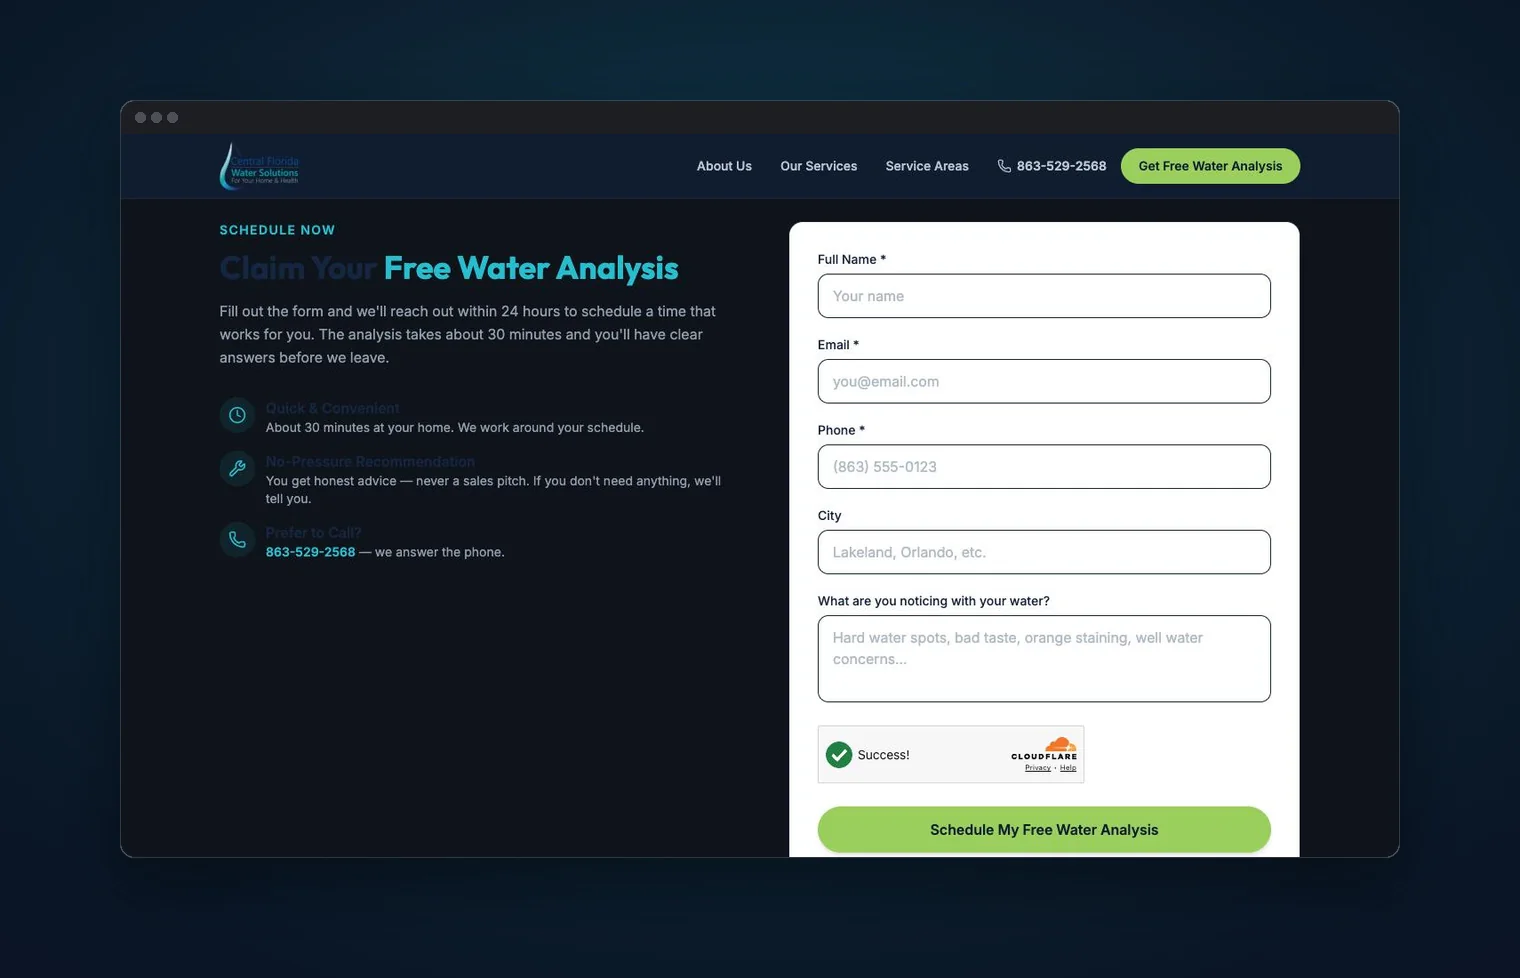 Central Florida
Water Solutions
For Your Home & Health
About Us
Our Services
Service Areas
863-529-2568
Get Free Water Analysis
SCHEDULE NOW
Claim Your Free Water Analysis
Fill out the form and we'll reach out within 24 hours to schedule a time that
works for you. The analysis takes about 30 minutes and you'll have clear
answers before we leave.
Quick & Convenient
About 30 minutes at your home. We work around your schedule.
No-Pressure Recommendation
You get honest advice — never a sales pitch. If you don't need anything, we'll
tell you.
Prefer to Call?
863-529-2568 — we answer the phone.
Full Name *
Your name
Email *
you@email.com
Phone *
(863) 555-0123
City
Lakeland, Orlando, etc.
What are you noticing with your water?
Hard water spots, bad taste, orange staining, well water
concerns...
Success!
CLOUDFLARE
Privacy • Help
Schedule My Free Water Analysis